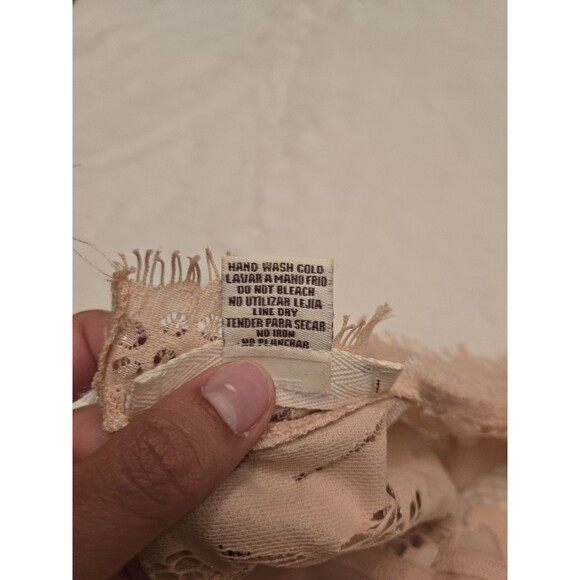 HAND WASH COLD
LAVAR A MANO FRIO
DO NOT BLEACH
NO UTILIZAR LEJIA
LINE DRY
TENDER PARA SECAR
NO IRON
NO PLANCHAR